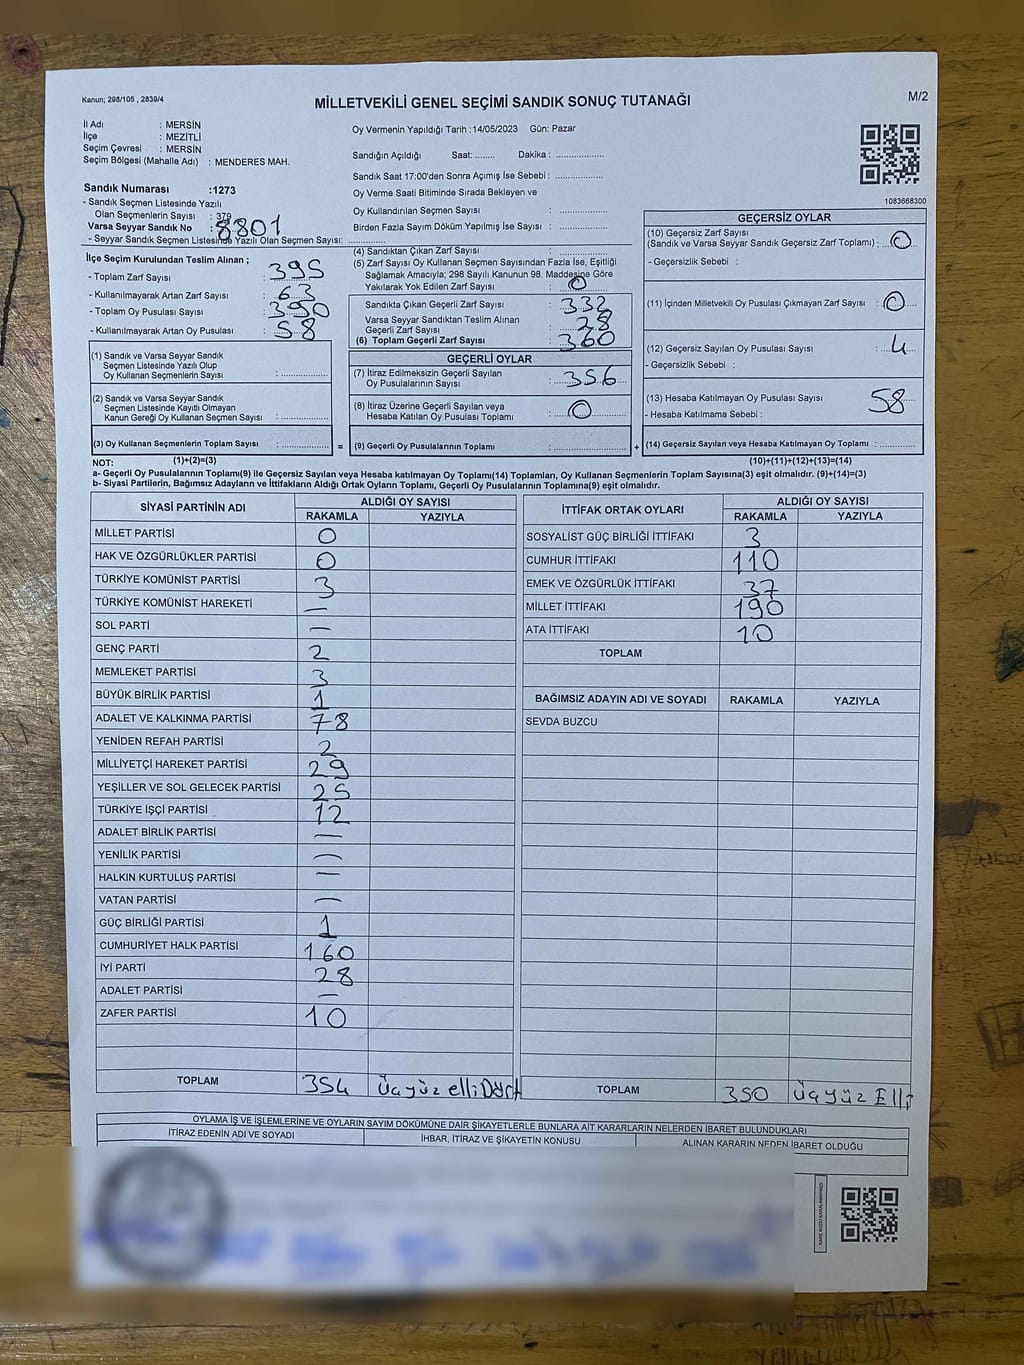 Kanun; 298/105 , 2839/4
MİLLETVEKİLİ GENEL SEÇİMİ SANDIK SONUÇ TUTANAĞI
M/2
İl Adı : MERSİN
İlçe : MEZİTLİ
Seçim Çevresi : MERSİN
Seçim Bölgesi (Mahalle Adı) : MENDERES MAH.
Sandık Numarası :1273
- Sandık Seçmen Listesinde Yazılı
Olan Seçmenlerin Sayısı : 379
Varsa Seyyar Sandık No : 8801
- Seyyar Sandık Seçmen Listesinde Yazılı Olan Seçmen Sayısı: ..............
Oy Vermenin Yapıldığı Tarih :14/05/2023 Gün: Pazar
Sandığın Açıldığı Saat: ........ Dakika : ...................
Sandık Saat 17:00'den Sonra Açımış İse Sebebi : ...................
Oy Verme Saati Bitiminde Sırada Bekleyen ve
Oy Kullandırılan Seçmen Sayısı : ...................
Birden Fazla Sayım Döküm Yapılmış İse Sayısı : ...................
1083668300
İlçe Seçim Kurulundan Teslim Alınan ;
- Toplam Zarf Sayısı : 395
- Kullanılmayarak Artan Zarf Sayısı : 63
- Toplam Oy Pusulası Sayısı : 390
- Kullanılmayarak Artan Oy Pusulası : 58
(1) Sandık ve Varsa Seyyar Sandık
Seçmen Listesinde Yazılı Olup
Oy Kullanan Seçmenlerin Sayısı : ..............
(2) Sandık ve Varsa Seyyar Sandık
Seçmen Listesinde Kayıtlı Olmayan
Kanun Gereği Oy Kullanan Seçmen Sayısı : ..............
(3) Oy Kullanan Seçmenlerin Toplam Sayısı : ..............
(4) Sandıktan Çıkan Zarf Sayısı : ...................
(5) Zarf Sayısı Oy Kullanan Seçmen Sayısından Fazla İse, Eşitliği
Sağlamak Amacıyla; 298 Sayılı Kanunun 98. Maddesine Göre
Yakılarak Yok Edilen Zarf Sayısı : 0
Sandıkta Çıkan Geçerli Zarf Sayısı : 332
Varsa Seyyar Sandıktan Teslim Alınan
Geçerli Zarf Sayısı : 28
(6) Toplam Geçerli Zarf Sayısı : 360
GEÇERLİ OYLAR
(7) İtiraz Edilmeksizin Geçerli Sayılan
Oy Pusulalarının Sayısı : 356
(8) İtiraz Üzerine Geçerli Sayılan veya
Hesaba Katılan Oy Pusulası Toplamı : 0
= (9) Geçerli Oy Pusulalarının Toplamı : ...................
GEÇERSİZ OYLAR
(10) Geçersiz Zarf Sayısı
(Sandık ve Varsa Seyyar Sandık Geçersiz Zarf Toplamı) : 0
- Geçersizlik Sebebi :
(11) İçinden Milletvekili Oy Pusulası Çıkmayan Zarf Sayısı : 0
(12) Geçersiz Sayılan Oy Pusulası Sayısı : 4
- Geçersizlik Sebebi :
(13) Hesaba Katılmayan Oy Pusulası Sayısı : 58
- Hesaba Katılmama Sebebi :
+ (14) Geçersiz Sayılan veya Hesaba Katılmayan Oy Toplamı : ..........
NOT: (1)+(2)=(3) (10)+(11)+(12)+(13)=(14)
a- Geçerli Oy Pusulalarının Toplamı(9) ile Geçersiz Sayılan veya Hesaba katılmayan Oy Toplamı(14) Toplamları, Oy Kullanan Seçmenlerin Toplam Sayısına(3) eşit olmalıdır. (9)+(14)=(3)
b- Siyasi Partilerin, Bağımsız Adayların ve İttifakların Aldığı Ortak Oyların Toplamı, Geçerli Oy Pusulalarının Toplamına(9) eşit olmalıdır.
SİYASİ PARTİNİN ADI ALDIĞI OY SAYISI
RAKAMLA YAZIYLA
MİLLET PARTİSİ 0
HAK VE ÖZGÜRLÜKLER PARTİSİ 0
TÜRKİYE KOMÜNİST PARTİSİ 3
TÜRKİYE KOMÜNİST HAREKETİ —
SOL PARTİ —
GENÇ PARTİ 2
MEMLEKET PARTİSİ 3
BÜYÜK BİRLİK PARTİSİ 1
ADALET VE KALKINMA PARTİSİ 78
YENİDEN REFAH PARTİSİ 2
MİLLİYETÇİ HAREKET PARTİSİ 29
YEŞİLLER VE SOL GELECEK PARTİSİ 25
TÜRKİYE İŞÇİ PARTİSİ 12
ADALET BİRLİK PARTİSİ —
YENİLİK PARTİSİ —
HALKIN KURTULUŞ PARTİSİ —
VATAN PARTİSİ —
GÜÇ BİRLİĞİ PARTİSİ 1
CUMHURİYET HALK PARTİSİ 160
İYİ PARTİ 28
ADALET PARTİSİ —
ZAFER PARTİSİ 10
TOPLAM 354 üçyüz elliDört
İTTİFAK ORTAK OYLARI ALDIĞI OY SAYISI
RAKAMLA YAZIYLA
SOSYALİST GÜÇ BİRLİĞİ İTTİFAKI 3
CUMHUR İTTİFAKI 110
EMEK VE ÖZGÜRLÜK İTTİFAKI 37
MİLLET İTTİFAKI 190
ATA İTTİFAKI 10
TOPLAM
BAĞIMSIZ ADAYIN ADI VE SOYADI RAKAMLA YAZIYLA
SEVDA BUZCU
TOPLAM 350 üçyüz Elli
OYLAMA İŞ VE İŞLEMLERİNE VE OYLARIN SAYIM DÖKÜMÜNE DAİR ŞİKAYETLERLE BUNLARA AİT KARARLARIN NELERDEN İBARET BULUNDUKLARI
İTİRAZ EDENİN ADI VE SOYADI İHBAR, İTİRAZ VE ŞİKAYETİN KONUSU ALINAN KARARIN NEDEN İBARET OLDUĞU